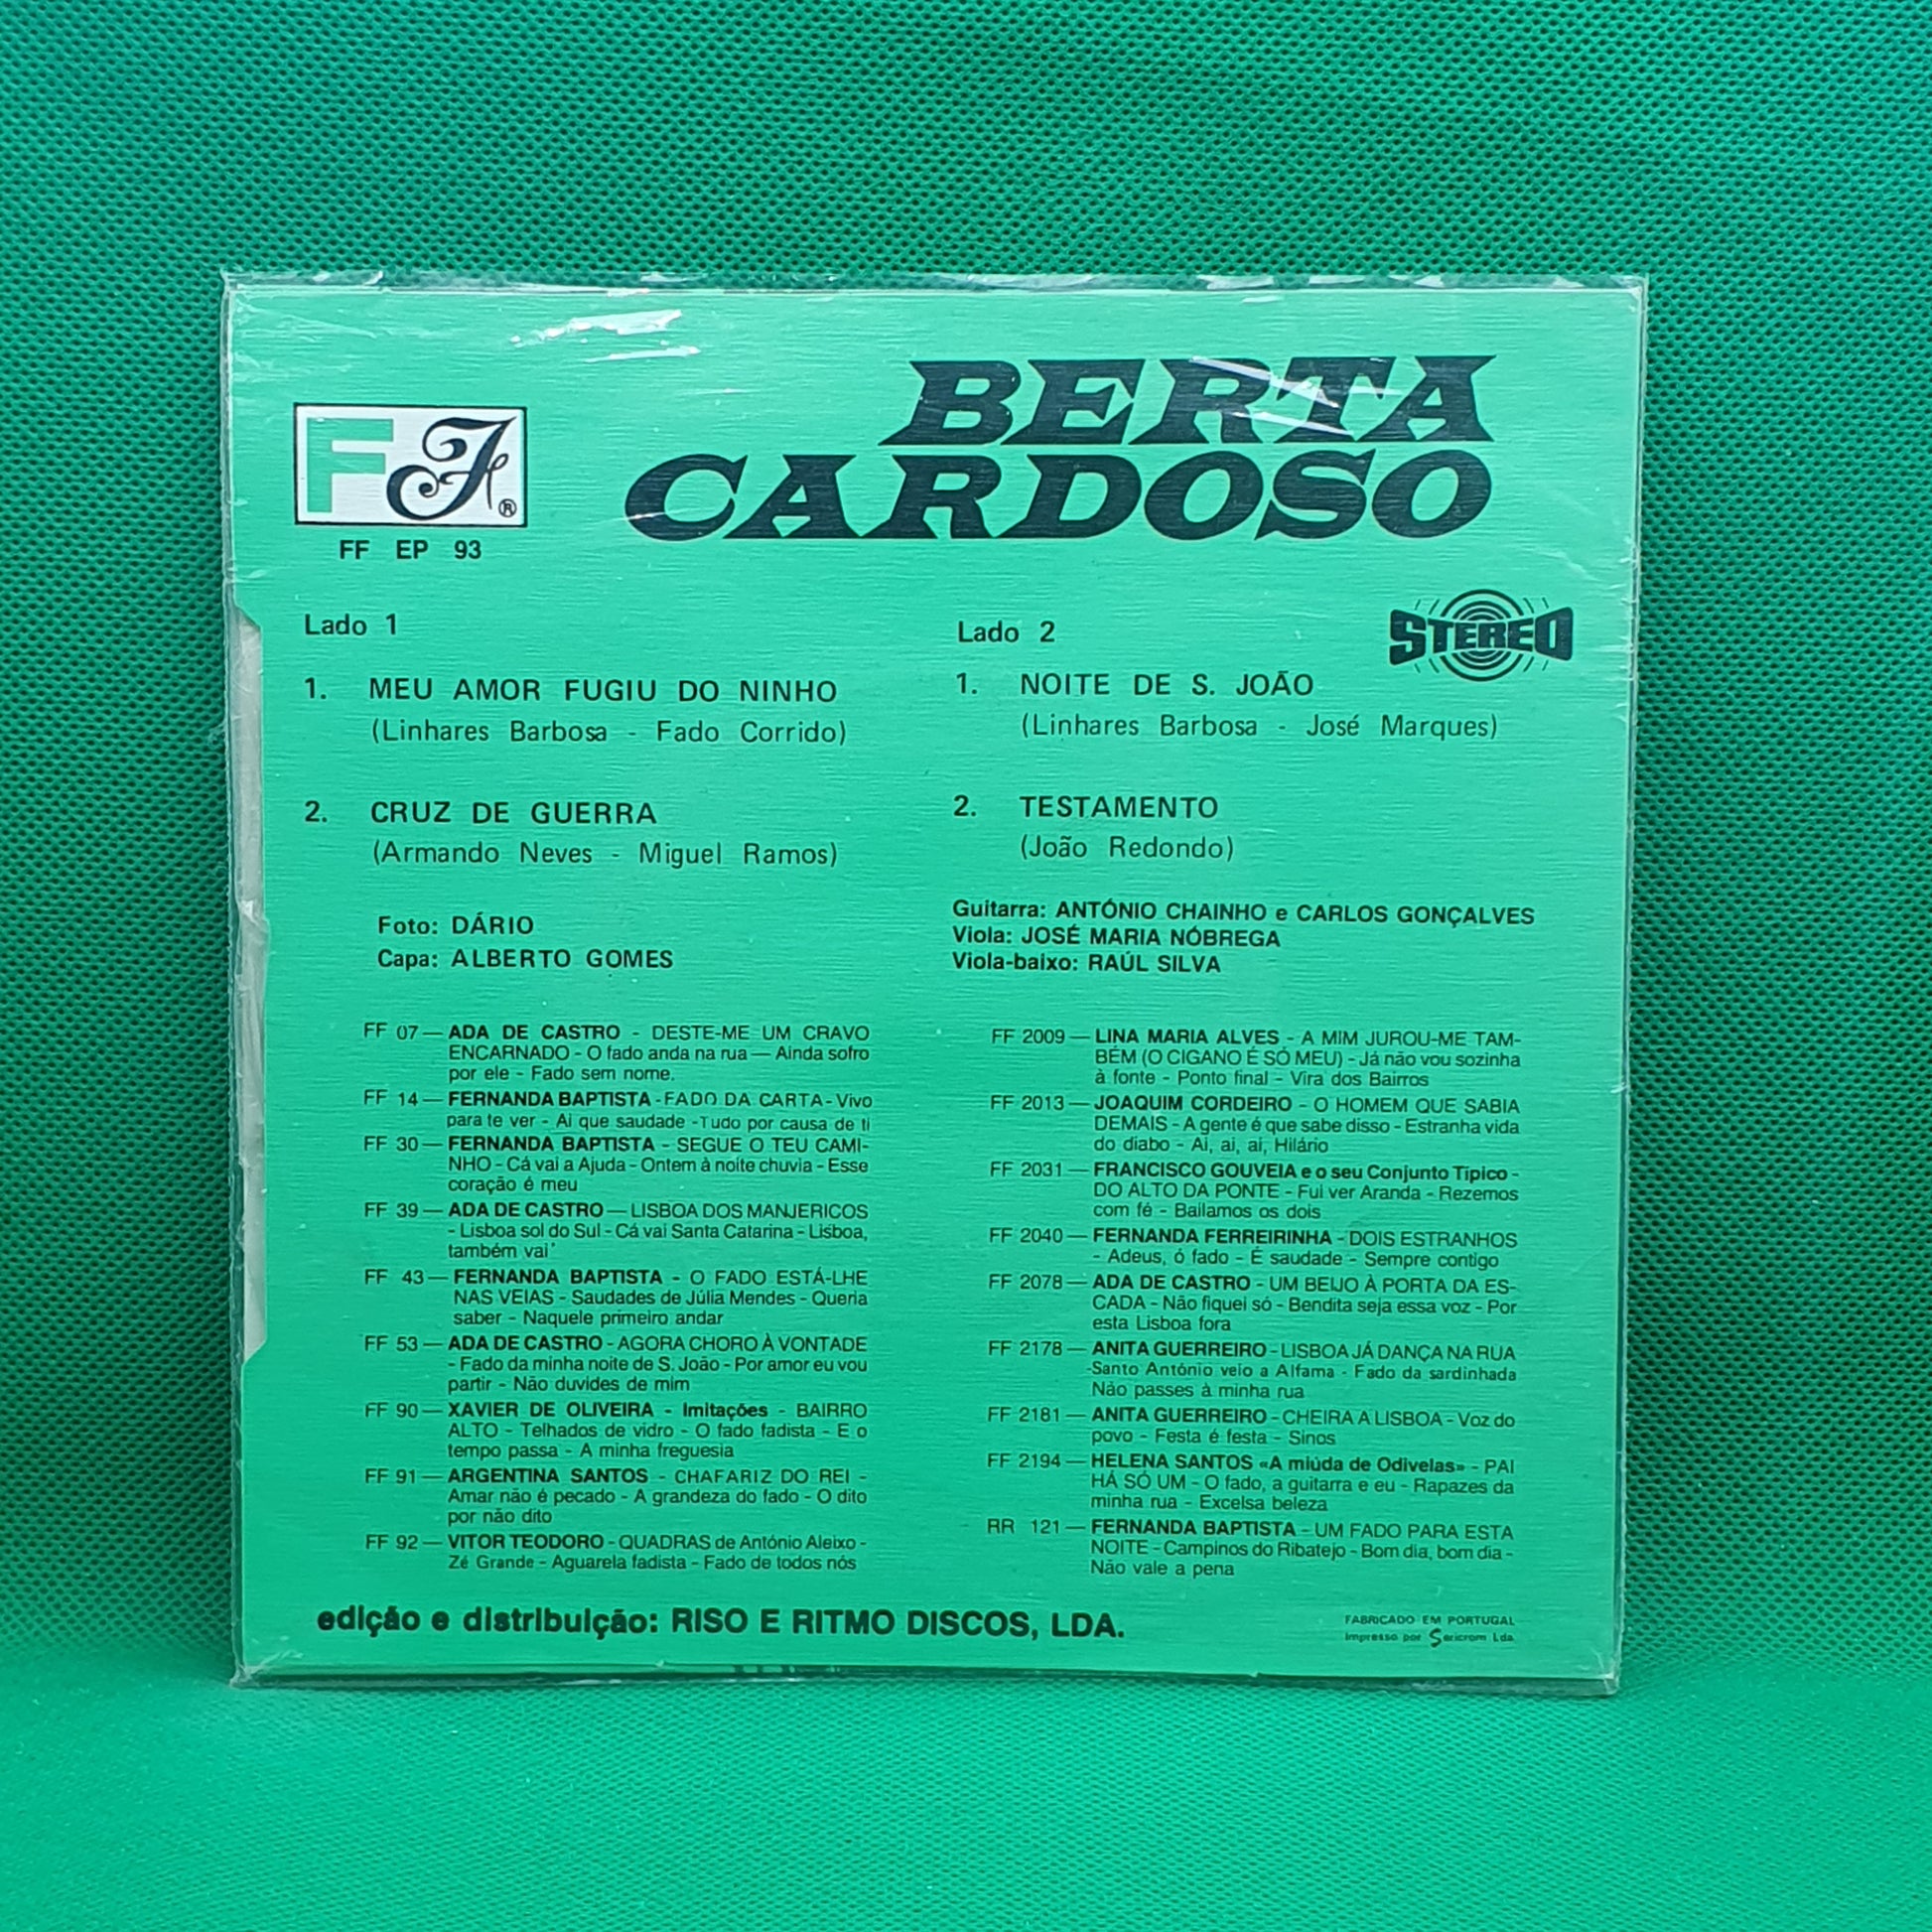 BERTA
CARDOSO
F F ®
FF EP 93
STEREO
Lado 1
1. MEU AMOR FUGIU DO NINHO
(Linhares Barbosa - Fado Corrido)
2. CRUZ DE GUERRA
(Armando Neves - Miguel Ramos)
Foto: DÁRIO
Capa: ALBERTO GOMES
Lado 2
1. NOITE DE S. JOÃO
(Linhares Barbosa - José Marques)
2. TESTAMENTO
(João Redondo)
Guitarra: ANTÓNIO CHAINHO e CARLOS GONÇALVES
Viola: JOSÉ MARIA NÓBREGA
Viola-baixo: RAÚL SILVA
FF 07 — ADA DE CASTRO - DESTE-ME UM CRAVO
ENCARNADO - O fado anda na rua — Ainda sofro
por ele - Fado sem nome.
FF 14 — FERNANDA BAPTISTA - FADO DA CARTA - Vivo
para te ver - Ai que saudade - Tudo por causa de ti
FF 30 — FERNANDA BAPTISTA - SEGUE O TEU CAMI-
NHO - Cá vai a Ajuda - Ontem à noite chuvia - Esse
coração é meu
FF 39 — ADA DE CASTRO — LISBOA DOS MANJERICOS
- Lisboa sol do Sul - Cá vai Santa Catarina - Lisboa,
também vai
FF 43 — FERNANDA BAPTISTA - O FADO ESTÁ-LHE
NAS VEIAS - Saudades de Júlia Mendes - Queria
saber - Naquele primeiro andar
FF 53 — ADA DE CASTRO - AGORA CHORO À VONTADE
- Fado da minha noite de S. João - Por amor eu vou
partir - Não duvides de mim
FF 90 — XAVIER DE OLIVEIRA - Imitações - BAIRRO
ALTO - Telhados de vidro - O fado fadista - E o
tempo passa - A minha freguesia
FF 91 — ARGENTINA SANTOS - CHAFARIZ DO REI -
Amar não é pecado - A grandeza do fado - O dito
por não dito
FF 92 — VITOR TEODORO - QUADRAS de António Aleixo -
Zé Grande - Aguarela fadista - Fado de todos nós
FF 2009 — LINA MARIA ALVES - A MIM JUROU-ME TAM-
BÉM (O CIGANO É SÓ MEU) - Já não vou sozinha
à fonte - Ponto final - Vira dos Bairros
FF 2013 — JOAQUIM CORDEIRO - O HOMEM QUE SABIA
DEMAIS - A gente é que sabe disso - Estranha vida
do diabo - Ai, ai, ai, Hilário
FF 2031 — FRANCISCO GOUVEIA e o seu Conjunto Típico -
DO ALTO DA PONTE - Fui ver Aranda - Rezemos
com fé - Bailamos os dois
FF 2040 — FERNANDA FERREIRINHA - DOIS ESTRANHOS
- Adeus, ó fado - É saudade - Sempre contigo
FF 2078 — ADA DE CASTRO - UM BEIJO À PORTA DA ES-
CADA - Não fiquei só - Bendita seja essa voz - Por
esta Lisboa fora
FF 2178 — ANITA GUERREIRO - LISBOA JÁ DANÇA NA RUA
-Santo António veio a Alfama - Fado da sardinhada
Não passes à minha rua
FF 2181 — ANITA GUERREIRO - CHEIRA A LISBOA - Voz do
povo - Festa é festa - Sinos
FF 2194 — HELENA SANTOS «A miúda de Odivelas» - PAI
HÁ SÓ UM - O fado, a guitarra e eu - Rapazes da
minha rua - Excelsa beleza
RR 121 — FERNANDA BAPTISTA - UM FADO PARA ESTA
NOITE - Campinos do Ribatejo - Bom dia, bom dia -
Não vale a pena
edição e distribuição: RISO E RITMO DISCOS, LDA.
FABRICADO EM PORTUGAL
Impresso por Sericrom Lda.